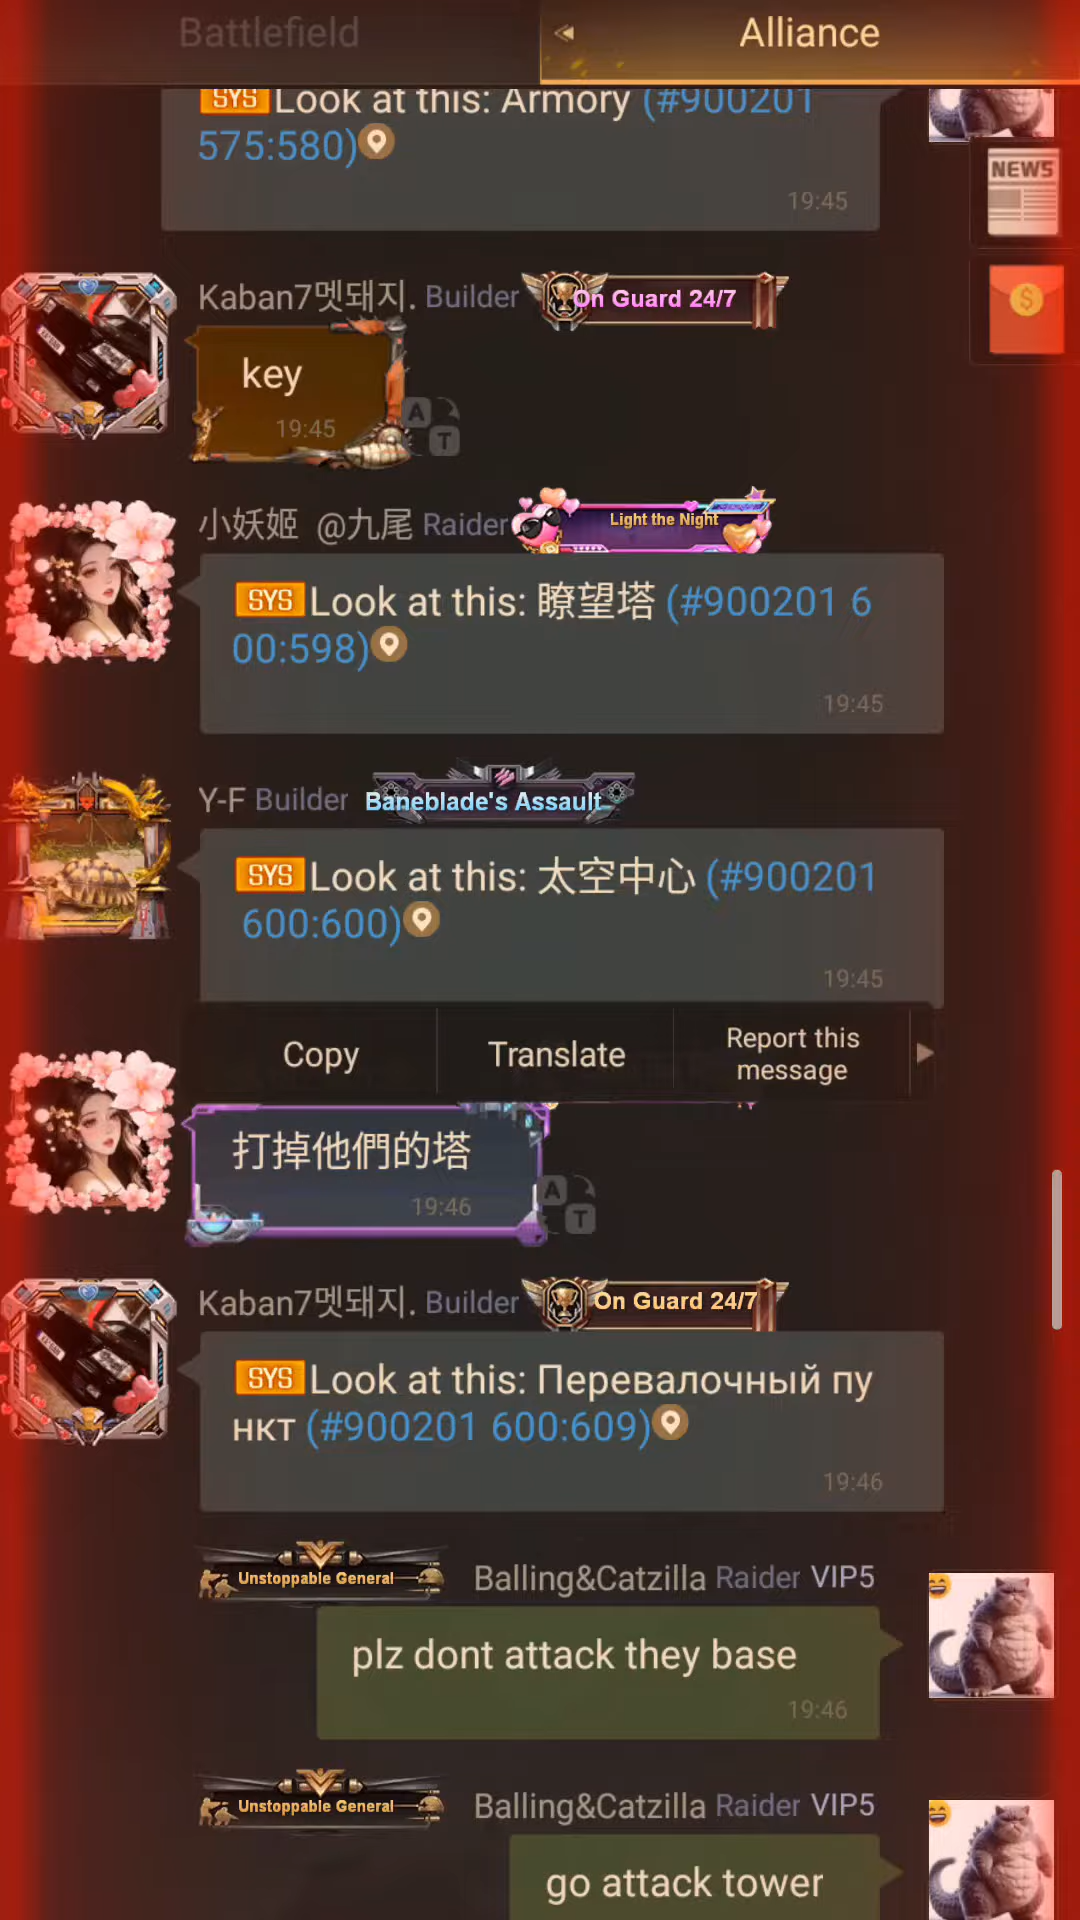 Battlefield
Alliance
SYS Look at this: Armory (#900201
575:580)
19:45
NEWS
$
Kaban7멧돼지. Builder On Guard 24/7
key
19:45
A
T
小妖姬 @九尾 Raider Light the Night
SYS Look at this: 瞭望塔 (#900201 6
00:598)
19:45
Y-F Builder Baneblade's Assault
SYS Look at this: 太空中心 (#900201
600:600)
19:45
Copy
Translate
Report this
message
打掉他們的塔
19:46
A
T
Kaban7멧돼지. Builder On Guard 24/7
SYS Look at this: Перевалочный пу
нкт (#900201 600:609)
19:46
Unstoppable General Balling&Catzilla Raider VIP5
plz dont attack they base
19:46
Unstoppable General Balling&Catzilla Raider VIP5
go attack tower